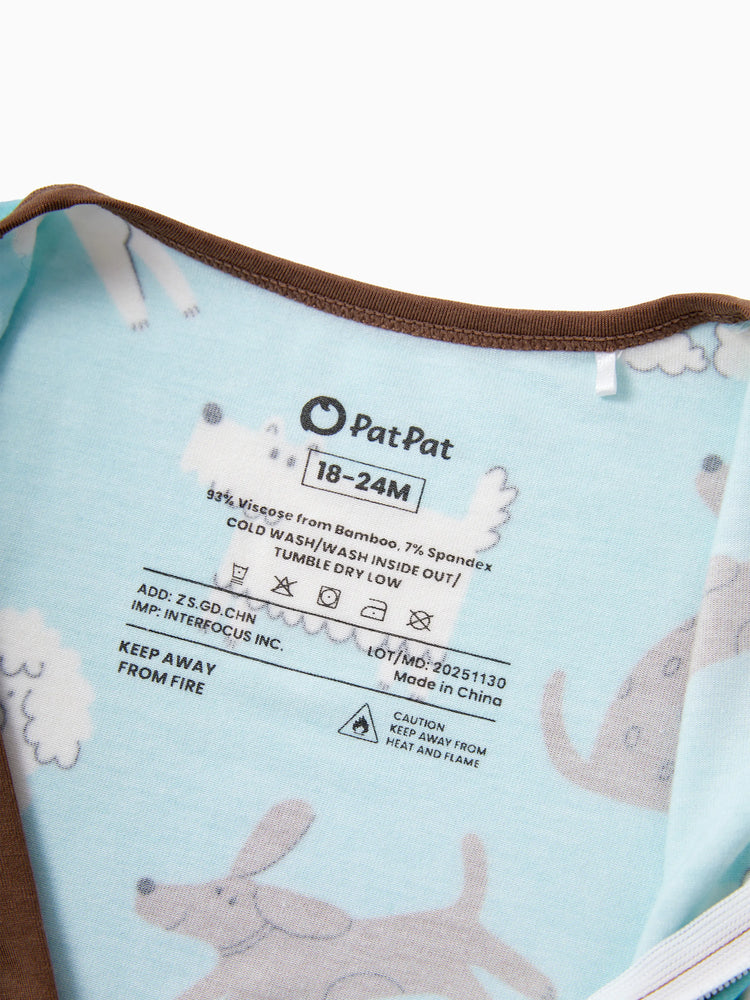 PatPat
18-24M
93% Viscose from Bamboo, 7% Spandex
COLD WASH/WASH INSIDE OUT/
TUMBLE DRY LOW
ADD: ZS.GD.CHN
IMP: INTERFOCUS INC.
LOT/MD: 20251130
Made in China
KEEP AWAY
FROM FIRE
CAUTION
KEEP AWAY FROM
HEAT AND FLAME